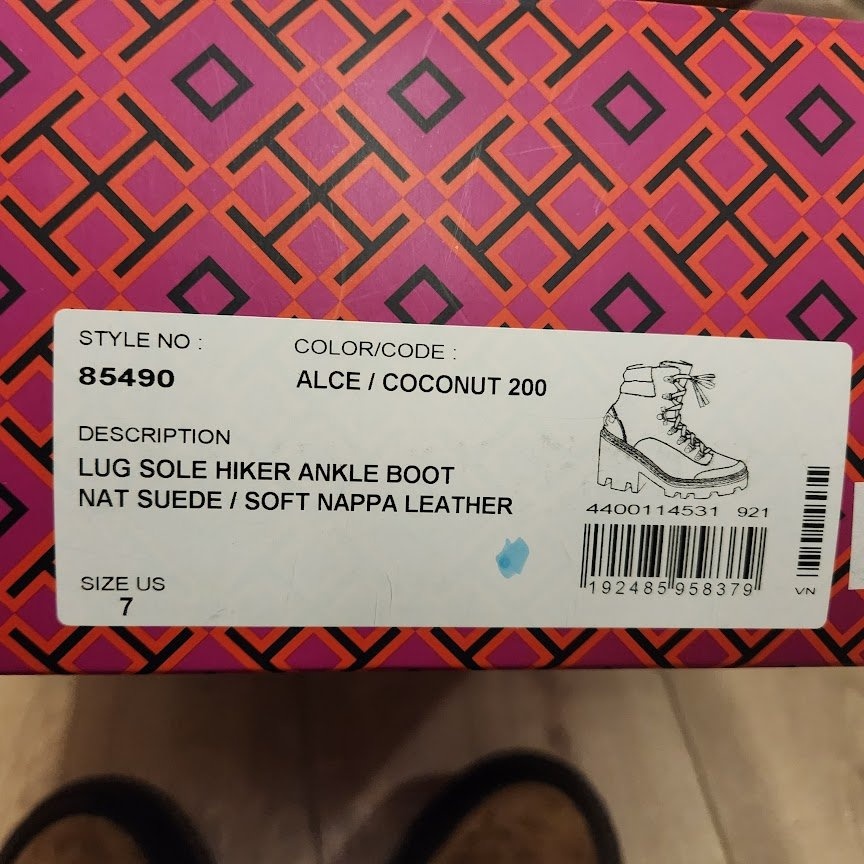 STYLE NO :
85490
COLOR/CODE :
ALCE / COCONUT 200
DESCRIPTION
LUG SOLE HIKER ANKLE BOOT
NAT SUEDE / SOFT NAPPA LEATHER
SIZE US
7
4400114531 921
192485958379
VN